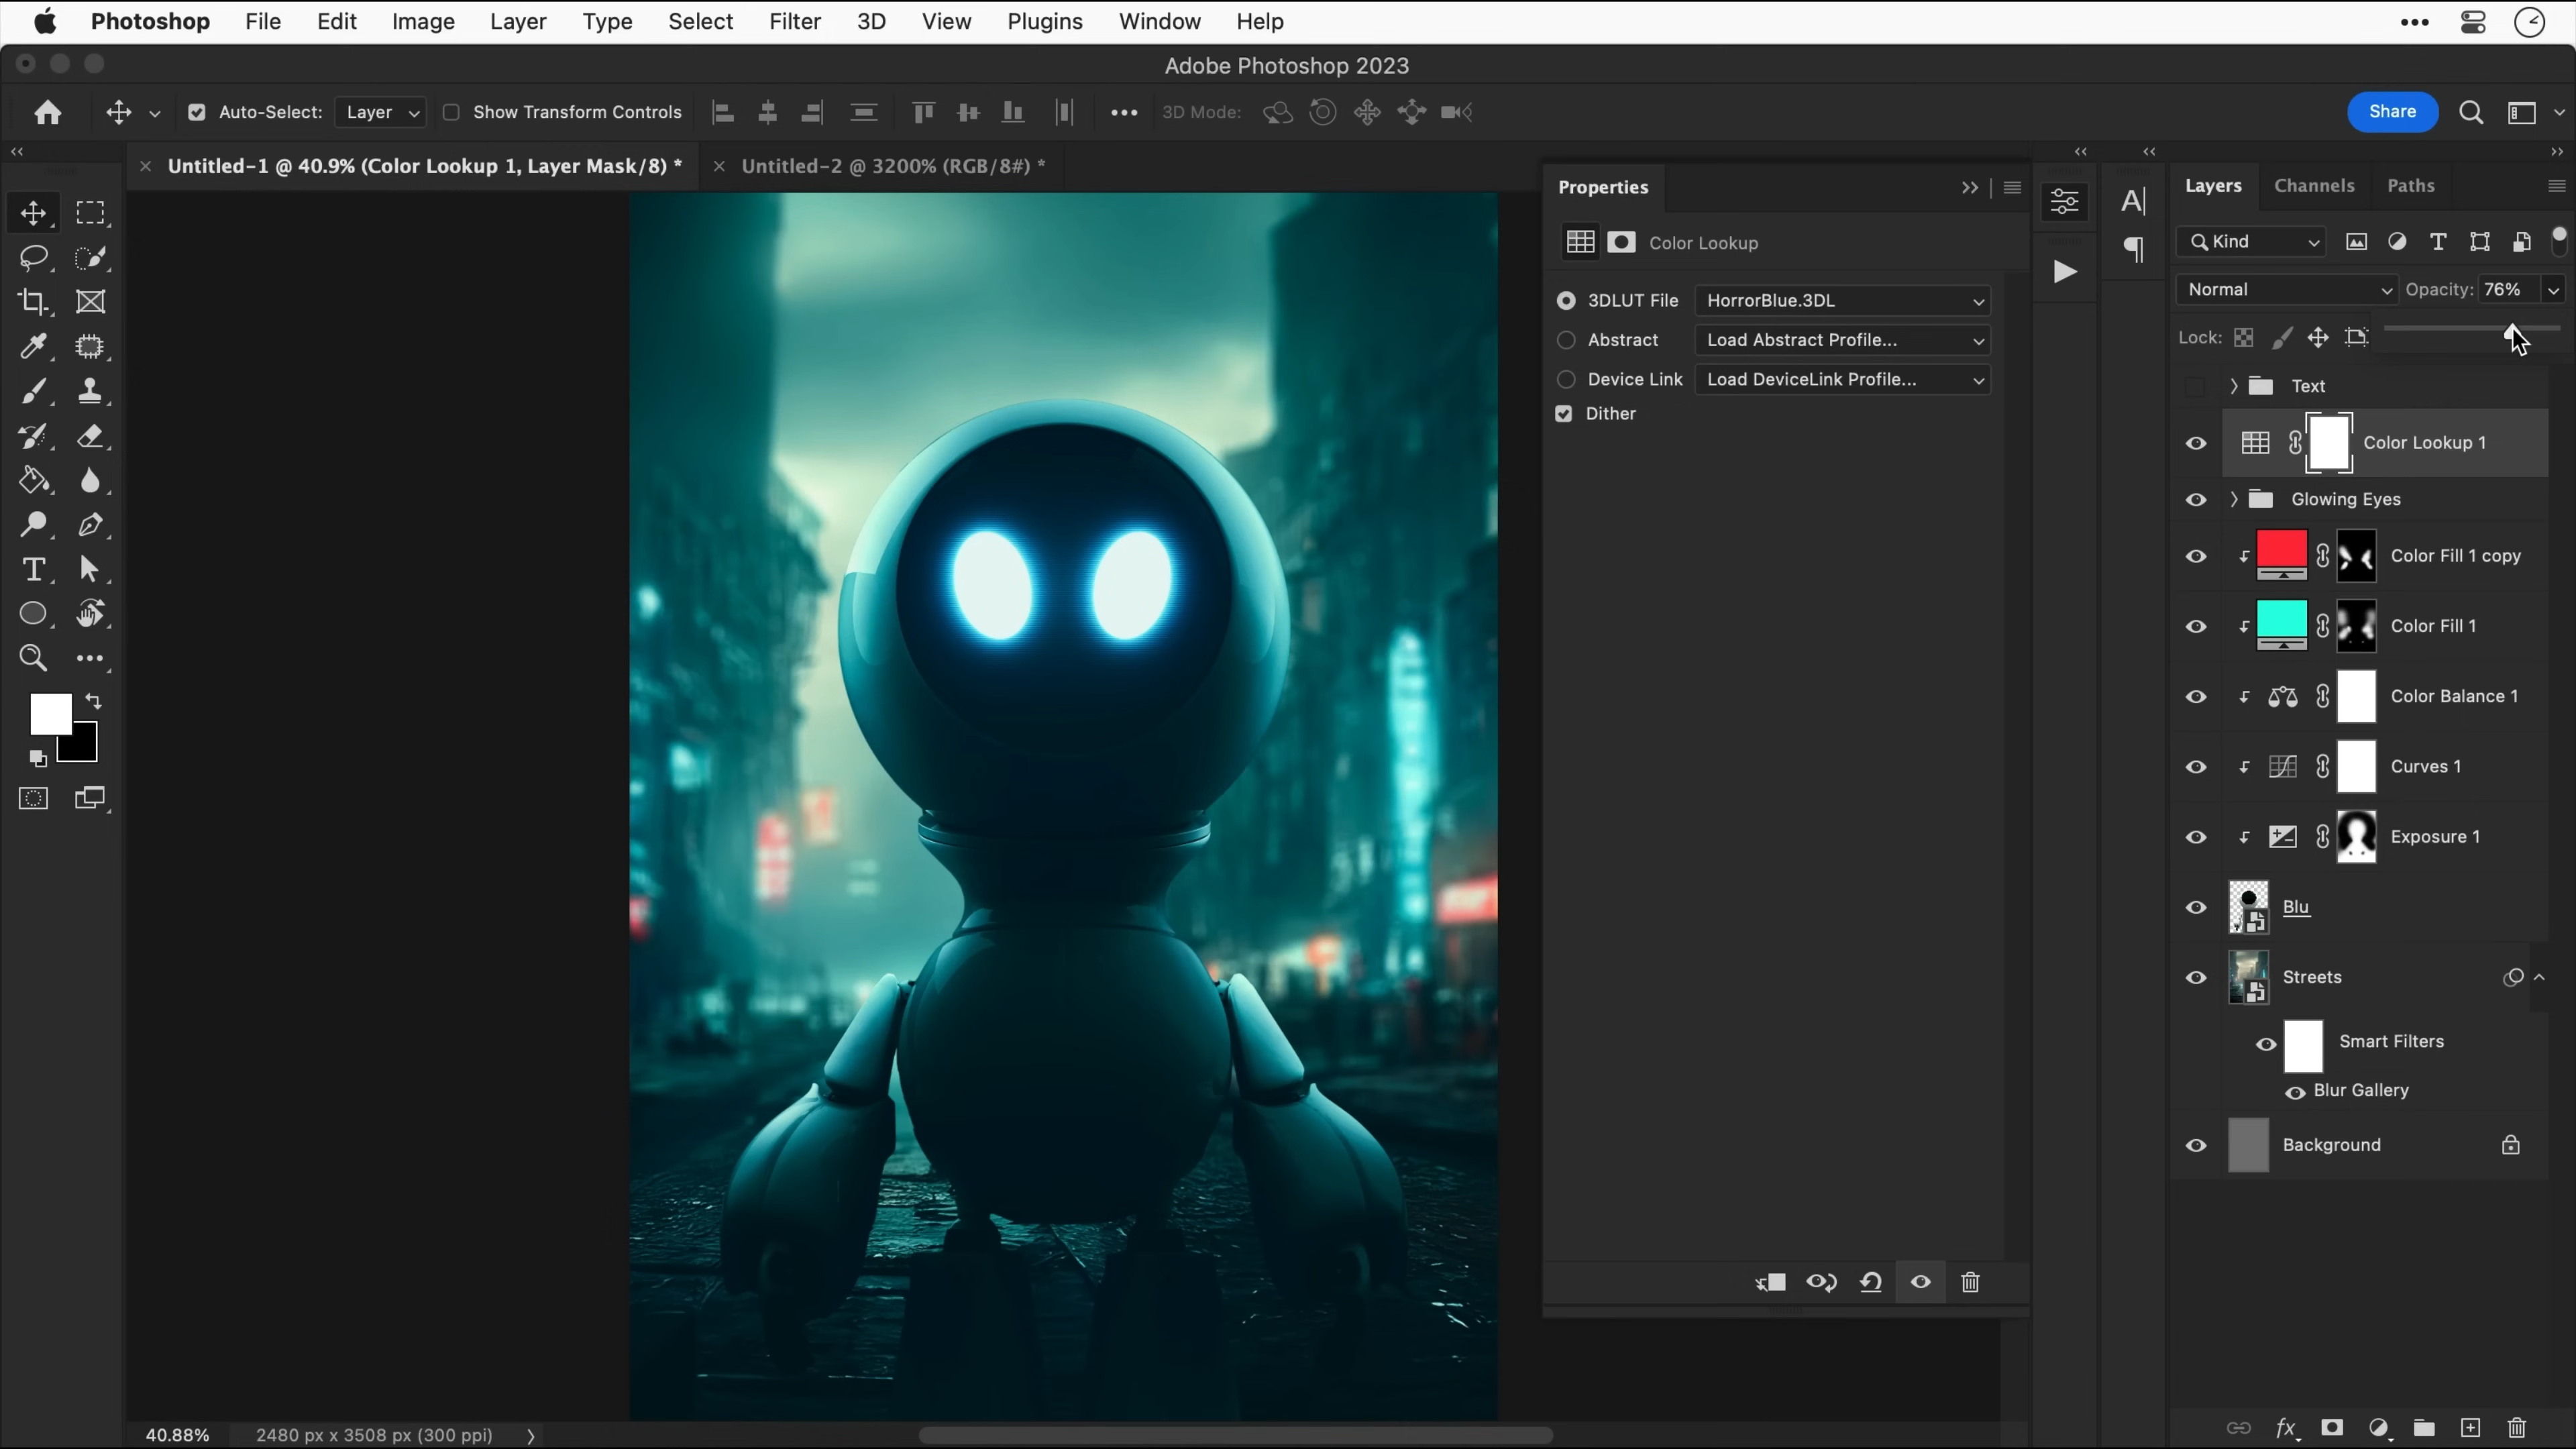 Photoshop File Edit Image Layer Type Select Filter 3D View Plugins Window Help
Adobe Photoshop 2023
Auto-Select: Layer Show Transform Controls 3D Mode: Share
Untitled-1 @ 40.9% (Color Lookup 1, Layer Mask/8) * Untitled-2 @ 3200% (RGB/8#) *
Properties
Color Lookup
3DLUT File HorrorBlue.3DL
Abstract Load Abstract Profile...
Device Link Load DeviceLink Profile...
Dither
Layers Channels Paths
Kind
Normal Opacity: 76%
Lock:
Text
Color Lookup 1
Glowing Eyes
Color Fill 1 copy
Color Fill 1
Color Balance 1
Curves 1
Exposure 1
Blu
Streets
Smart Filters
Blur Gallery
Background
40.88% 2480 px x 3508 px (300 ppi)